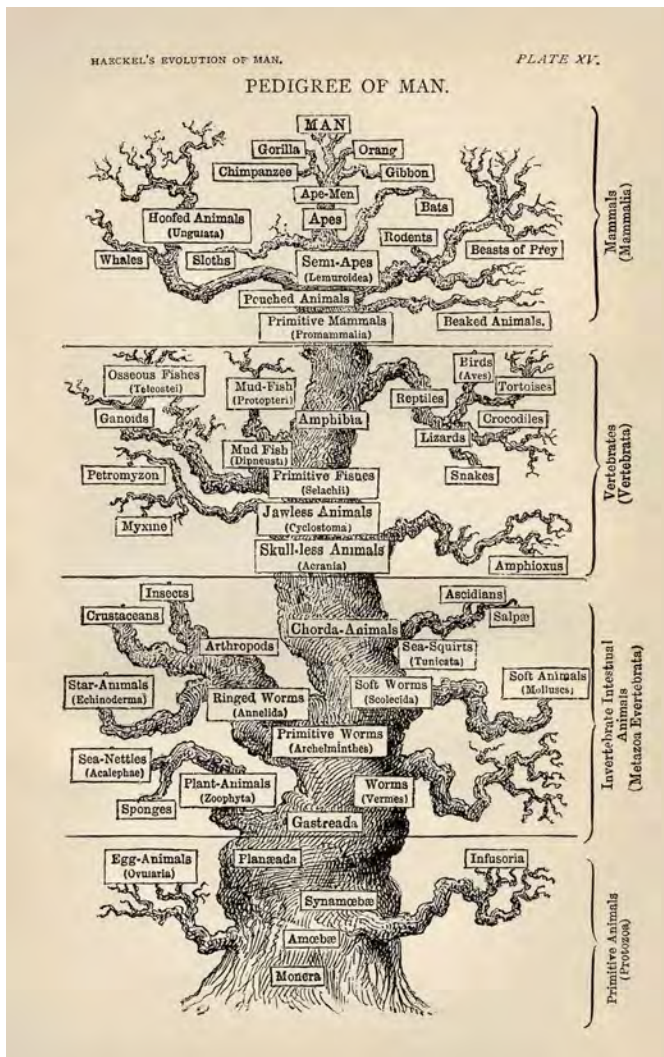 HAECKEL'S EVOLUTION OF MAN.
PLATE XV.
PEDIGREE OF MAN.
MAN
Gorilla
Orang
Chimpanzee
Gibbon
Ape-Men
Bats
Apes
Hoofed Animals
(Ungulata)
Rodents
Beasts of Prey
Whales
Sloths
Semi-Apes
(Lemuroidea)
Pouched Animals
Primitive Mammals
(Promammalia)
Beaked Animals.
Mammals
(Mammalia)
Osseous Fishes
(Teleostei)
Mud-Fish
(Protopteri)
Birds
(Aves)
Tortoises
Reptiles
Ganoids
Amphibia
Crocodiles
Lizards
Mud Fish
(Dipneusti)
Petromyzon
Primitive Fishes
(Selachii)
Snakes
Jawless Animals
(Cyclostoma)
Myxine
Skull-less Animals
(Acrania)
Amphioxus
Vertebrates
(Vertebrata)
Insects
Ascidians
Crustaceans
Salpæ
Chorda-Animals
Arthropods
Sea-Squirts
(Tunicata)
Star-Animals
(Echinoderma)
Ringed Worms
(Annelida)
Soft Worms
(Scolecida)
Soft Animals
(Mollusca)
Primitive Worms
(Archelminthes)
Sea-Nettles
(Acalephae)
Plant-Animals
(Zoophyta)
Worms
(Vermes)
Sponges
Gastreada
Invertebrate Intestinal
Animals
(Metazoa Evertebrata)
Egg-Animals
(Ovularia)
Planæada
Infusoria
Synamœbæ
Amœbæ
Monera
Primitive Animals
(Protozoa)